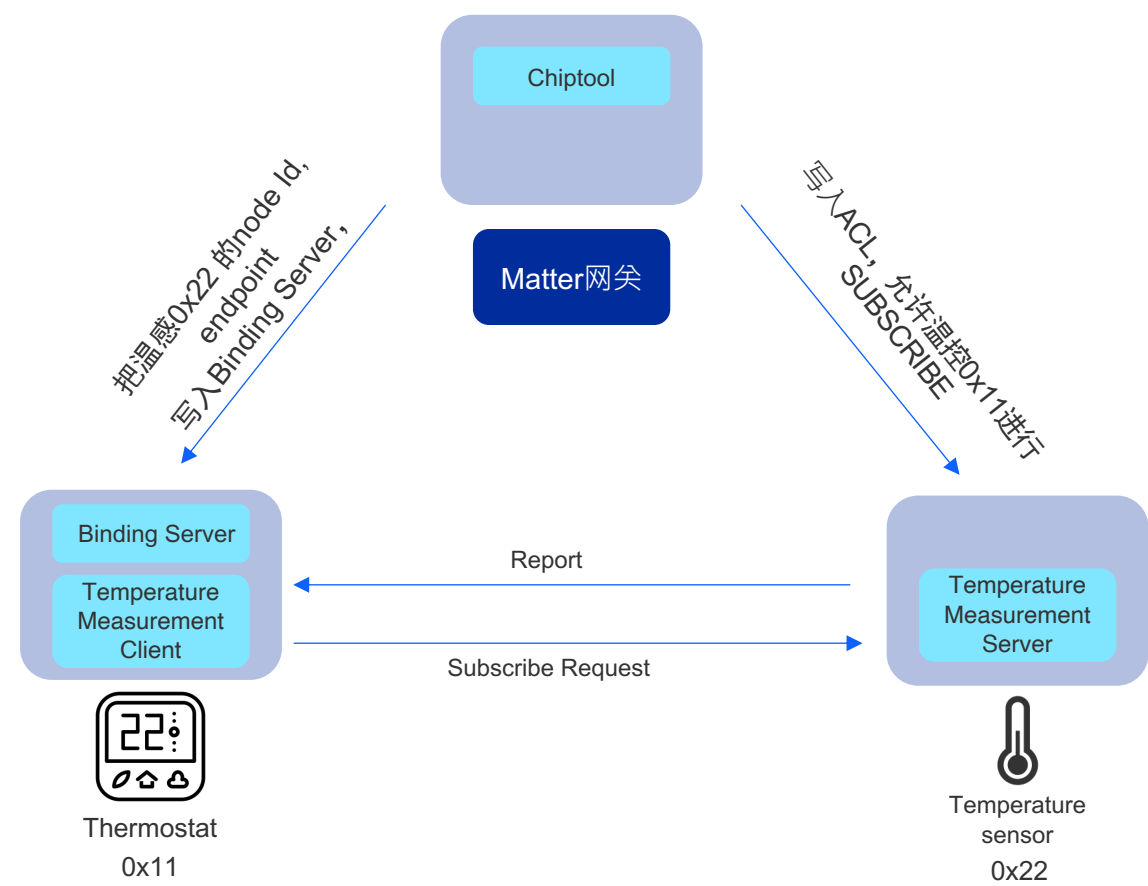 Chiptool
Matter网关
把温感0x22 的node Id,
endpoint
写入Binding Server，
写入ACL，允许温控0x11进行
SUBSCRIBE
Binding Server
Temperature
Measurement
Client
Report
Subscribe Request
Temperature
Measurement
Server
22
Thermostat
0x11
Temperature
sensor
0x22